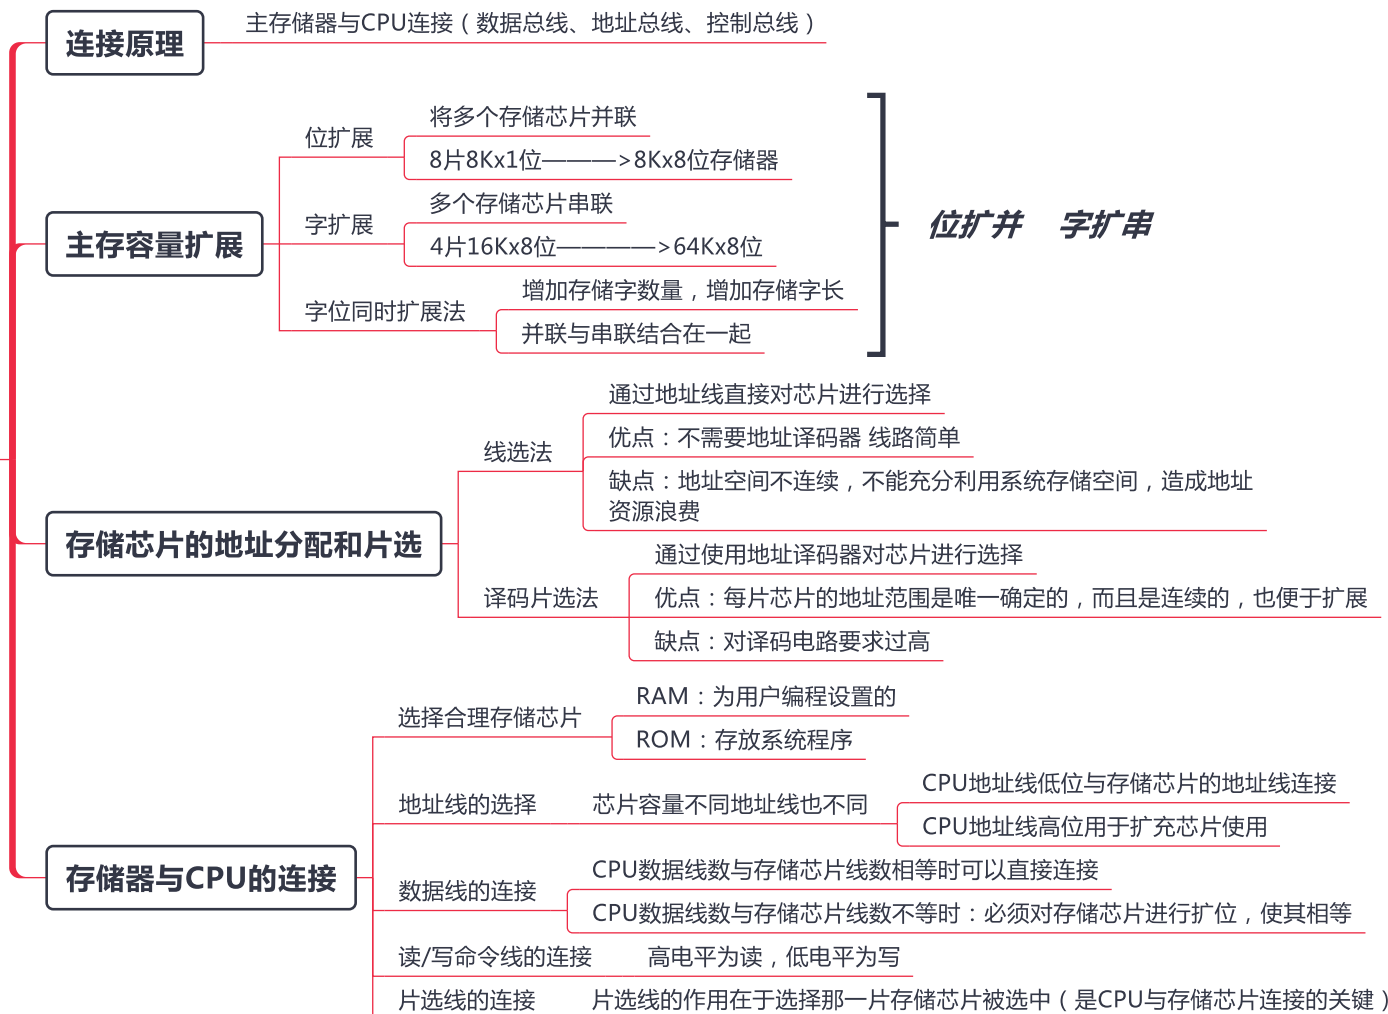 连接原理
主存储器与CPU连接（数据总线、地址总线、控制总线）
主存容量扩展
位扩展
将多个存储芯片并联
8片8Kx1位————>8Kx8位存储器
字扩展
多个存储芯片串联
4片16Kx8位————>64Kx8位
字位同时扩展法
增加存储字数量，增加存储字长
并联与串联结合在一起
位扩并 字扩串
存储芯片的地址分配和片选
线选法
通过地址线直接对芯片进行选择
优点：不需要地址译码器 线路简单
缺点：地址空间不连续，不能充分利用系统存储空间，造成地址
资源浪费
译码片选法
通过使用地址译码器对芯片进行选择
优点：每片芯片的地址范围是唯一确定的，而且是连续的，也便于扩展
缺点：对译码电路要求过高
存储器与CPU的连接
选择合理存储芯片
RAM：为用户编程设置的
ROM：存放系统程序
地址线的选择
芯片容量不同地址线也不同
CPU地址线低位与存储芯片的地址线连接
CPU地址线高位用于扩充芯片使用
数据线的连接
CPU数据线数与存储芯片线数相等时可以直接连接
CPU数据线数与存储芯片线数不等时：必须对存储芯片进行扩位，使其相等
读/写命令线的连接
高电平为读，低电平为写
片选线的连接
片选线的作用在于选择那一片存储芯片被选中（是CPU与存储芯片连接的关键）